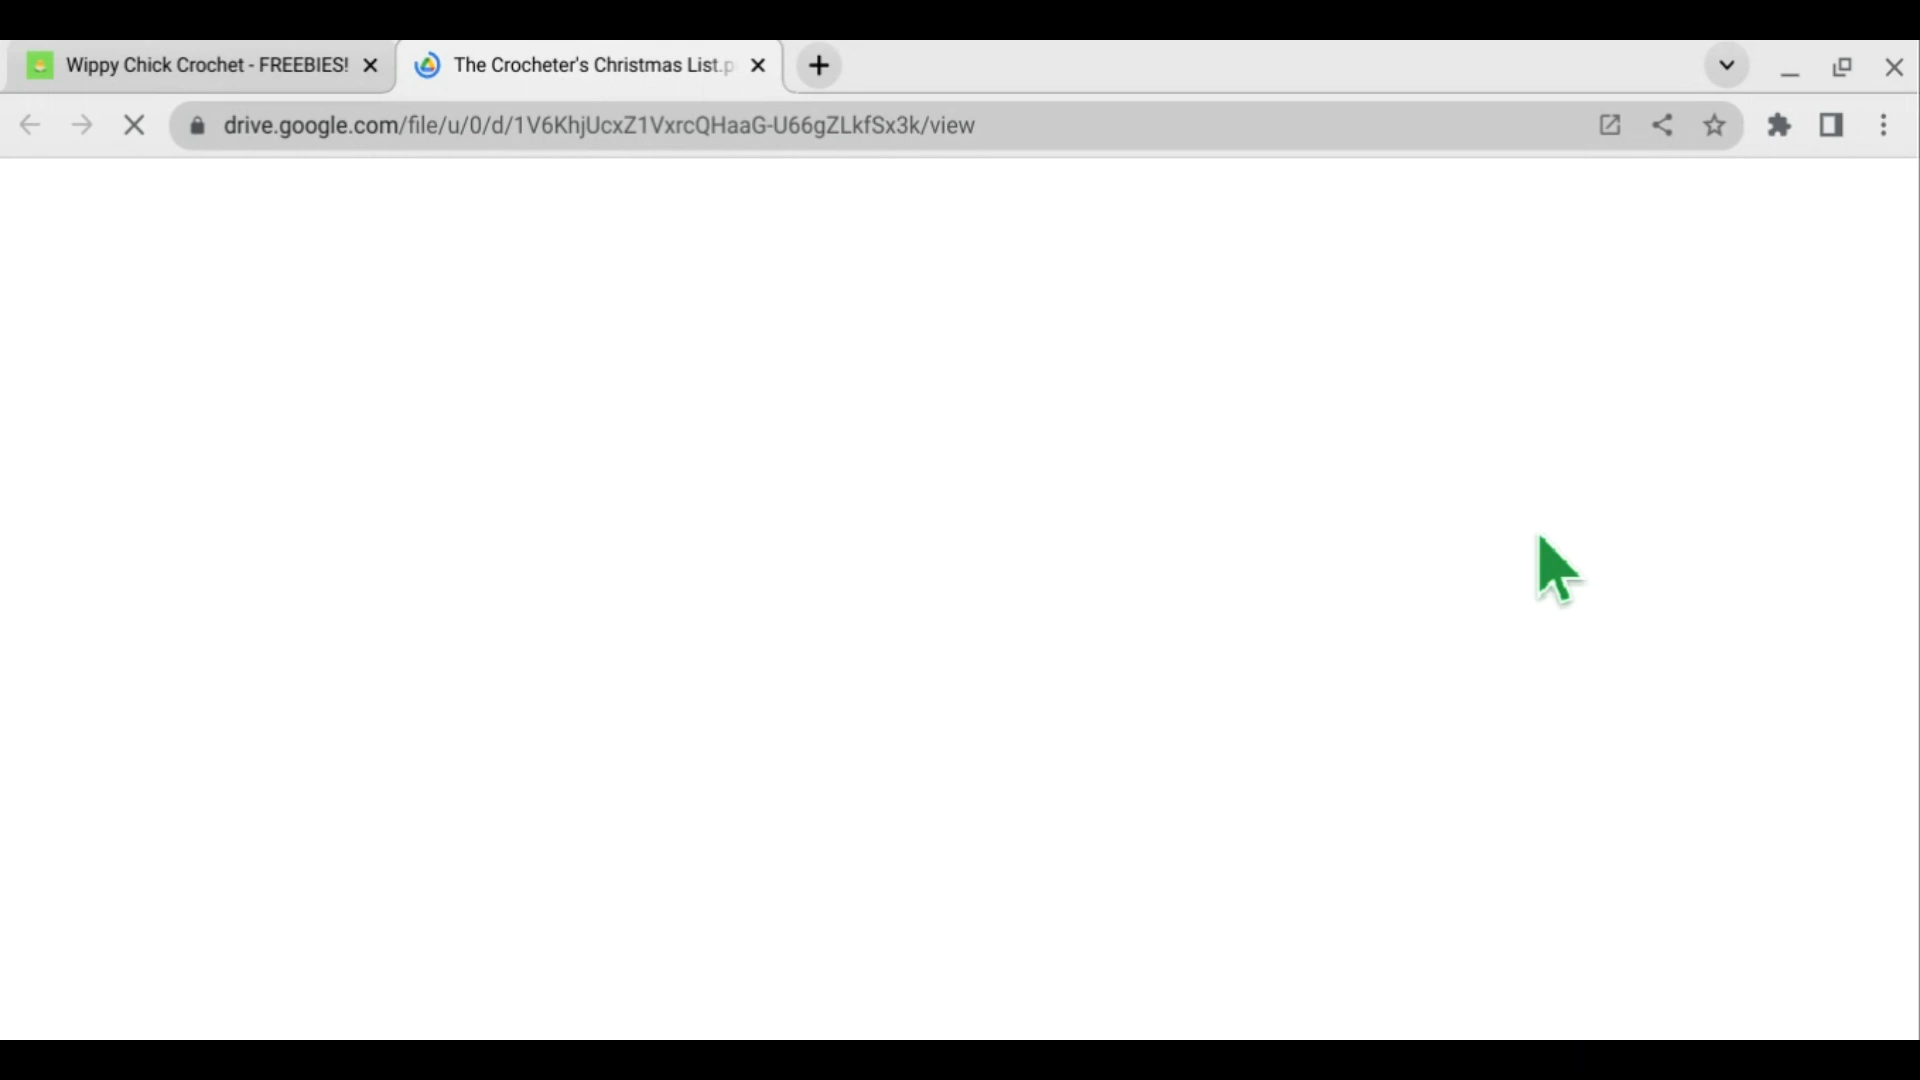 Wippy Chick Crochet - FREEBIES!
The Crocheter's Christmas List.p
drive.google.com/file/u/0/d/1V6KhjUcxZ1VxrcQHaaG-U66gZLkfSx3k/view